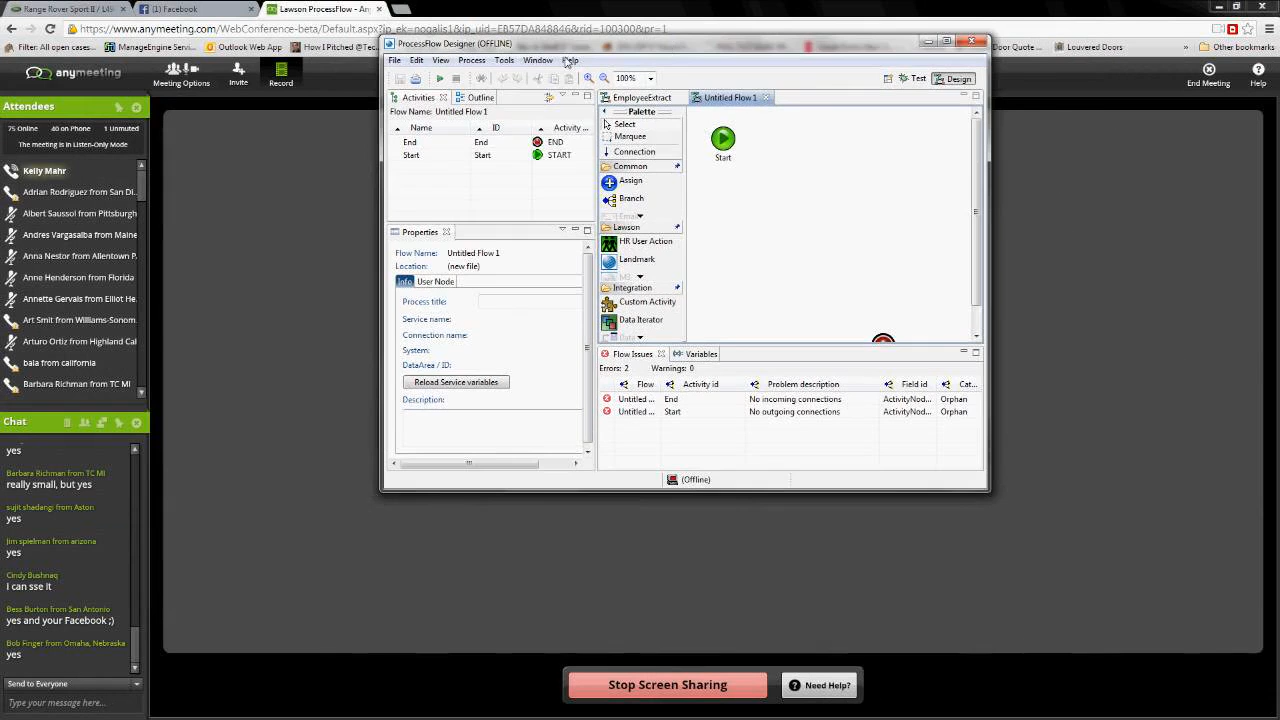 Range Rover Sport II / L49
(1) Facebook
Lawson ProcessFlow - An
https://www.anymeeting.com/WebConference-beta/Default.aspx?ip_ek=nogalis1&ip_uid=EB57DA848846&rid=100300&pr=1
Filter: All open cases
ManageEngine Servic
Outlook Web App
How I Pitched @Tec
Door Quote
Louvered Doors
Other bookmarks
anymeeting
Meeting Options
Invite
Record
End Meeting
Help
Attendees
75 Online 40 on Phone 1 Unmuted
The meeting is in Listen-Only Mode
Kelly Mahr
Adrian Rodriguez from San Di...
Albert Saussol from Pittsburgh
Andres Vargasalba from Maine
Anna Nestor from Allentown P
Anne Henderson from Florida
Annette Gervais from Elliot He
Art Smit from Williams-Sonom
Arturo Ortiz from Highland Cal
bala from california
Barbara Richman from TC MI
Chat
yes
Barbara Richman from TC MI
really small, but yes
sujit shadangi from Aston
yes
Jim spielman from arizona
yes
Cindy Bushnaq
I can sse it
Bess Burton from San Antonio
yes and your Facebook ;)
Bob Finger from Omaha, Nebraska
yes
Send to Everyone
Type your message here...
ProcessFlow Designer (OFFLINE)
File Edit View Process Tools Window Help
100%
Test
Design
Activities
Outline
Flow Name: Untitled Flow 1
Name ID Activity ...
End End END
Start Start START
Properties
Flow Name: Untitled Flow 1
Location: (new file)
Info User Node
Process title:
Service name:
Connection name:
System:
DataArea / ID:
Reload Service variables
Description:
EmployeeExtract
Untitled Flow 1
Palette
Select
Marquee
Connection
Common
Assign
Branch
Lawson
HR User Action
Landmark
Integration
Custom Activity
Data Iterator
Start
Flow Issues
Variables
Errors: 2 Warnings: 0
Flow Activity id Problem description Field id Cat...
Untitled ... End No incoming connections ActivityNod... Orphan
Untitled ... Start No outgoing connections ActivityNod... Orphan
(Offline)
Stop Screen Sharing
Need Help?